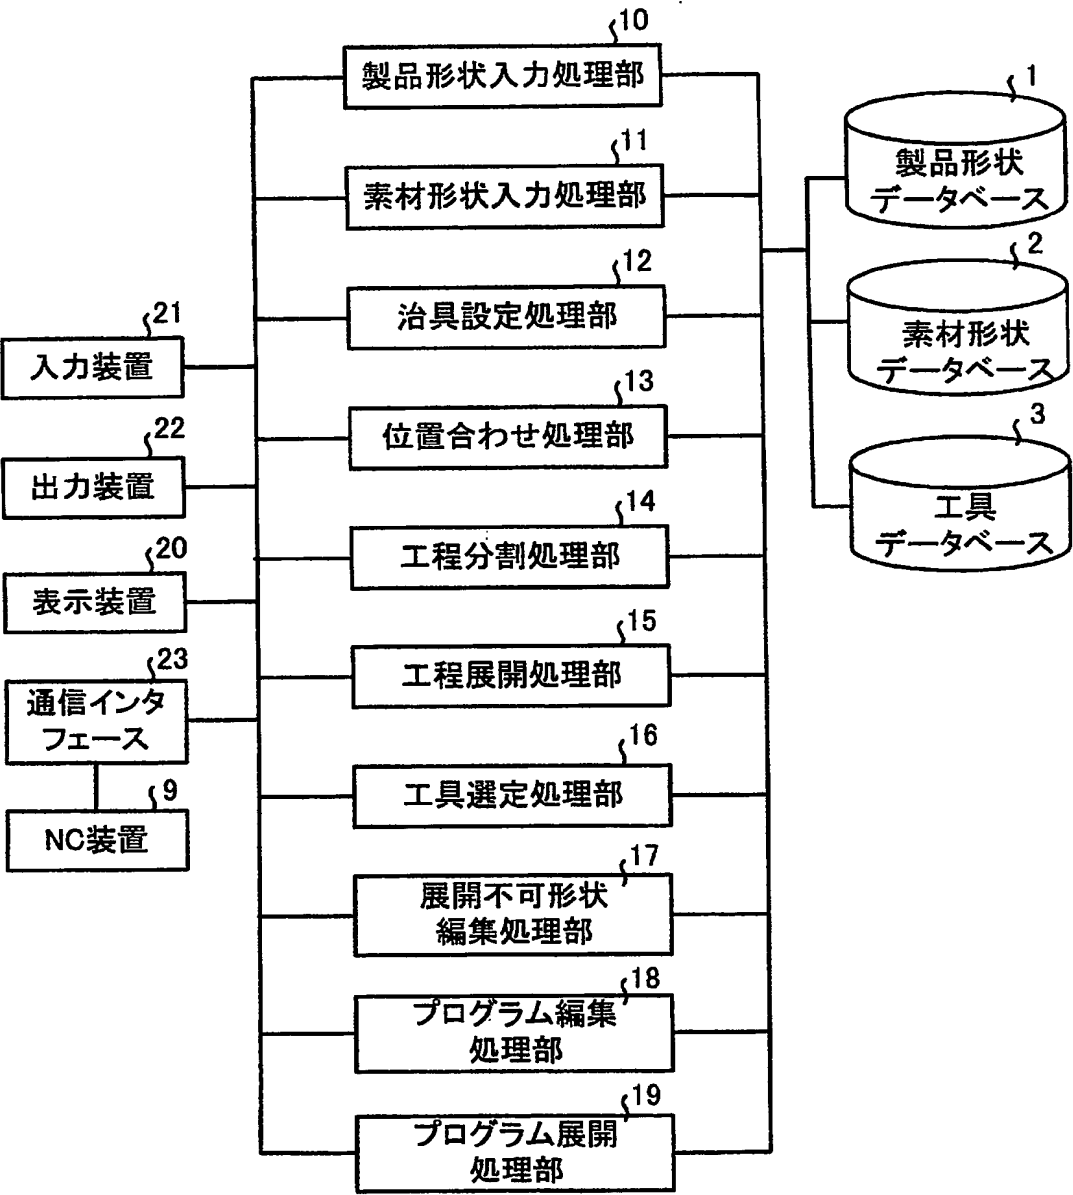 10
製品形状入力処理部
11
素材形状入力処理部
12
治具設定処理部
13
位置合わせ処理部
14
工程分割処理部
15
工程展開処理部
16
工具選定処理部
17
展開不可形状
編集処理部
18
プログラム編集
処理部
19
プログラム展開
処理部
21
入力装置
22
出力装置
20
表示装置
23
通信インタ
フェース
9
NC装置
1
製品形状
データベース
2
素材形状
データベース
3
工具
データベース